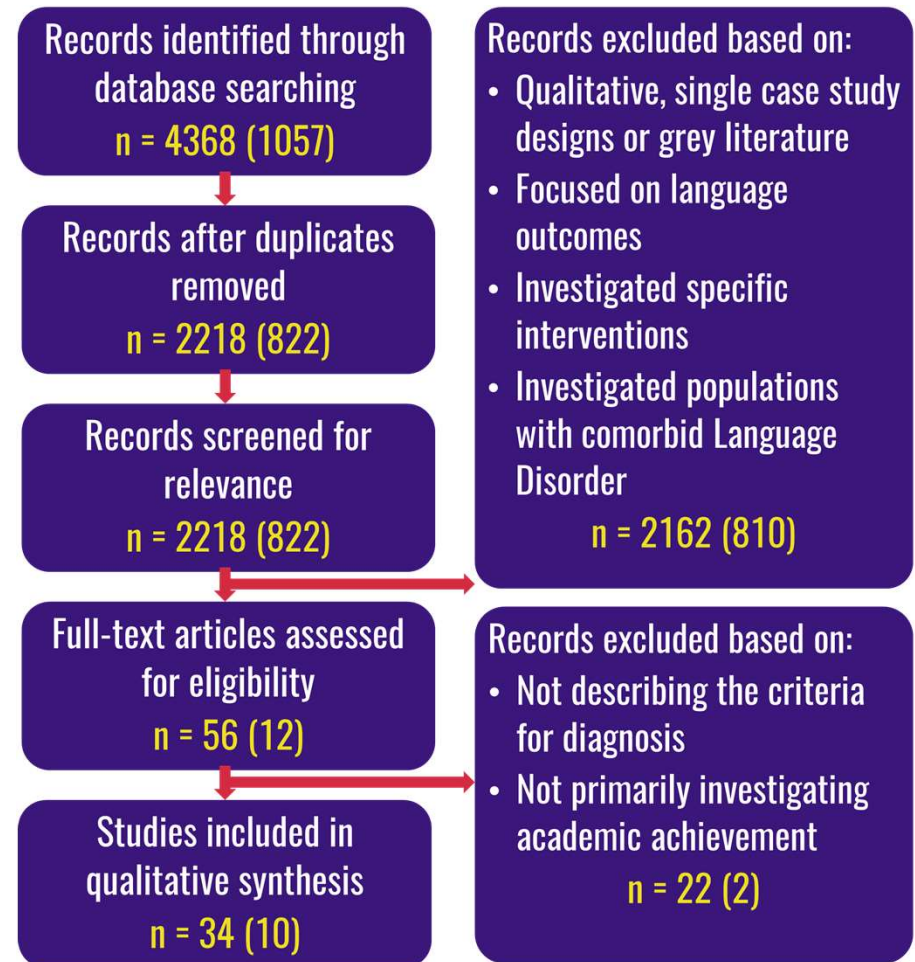 Records identified through
database searching
n = 4368 (1057)
Records after duplicates
removed
n = 2218 (822)
Records screened for
relevance
n = 2218 (822)
Full-text articles assessed
for eligibility
n = 56 (12)
Studies included in
qualitative synthesis
n = 34 (10)
Records excluded based on:
• Qualitative, single case study
designs or grey literature
• Focused on language
outcomes
• Investigated specific
interventions
• Investigated populations
with comorbid Language
Disorder
n = 2162 (810)
Records excluded based on:
• Not describing the criteria
for diagnosis
• Not primarily investigating
academic achievement
n = 22 (2)